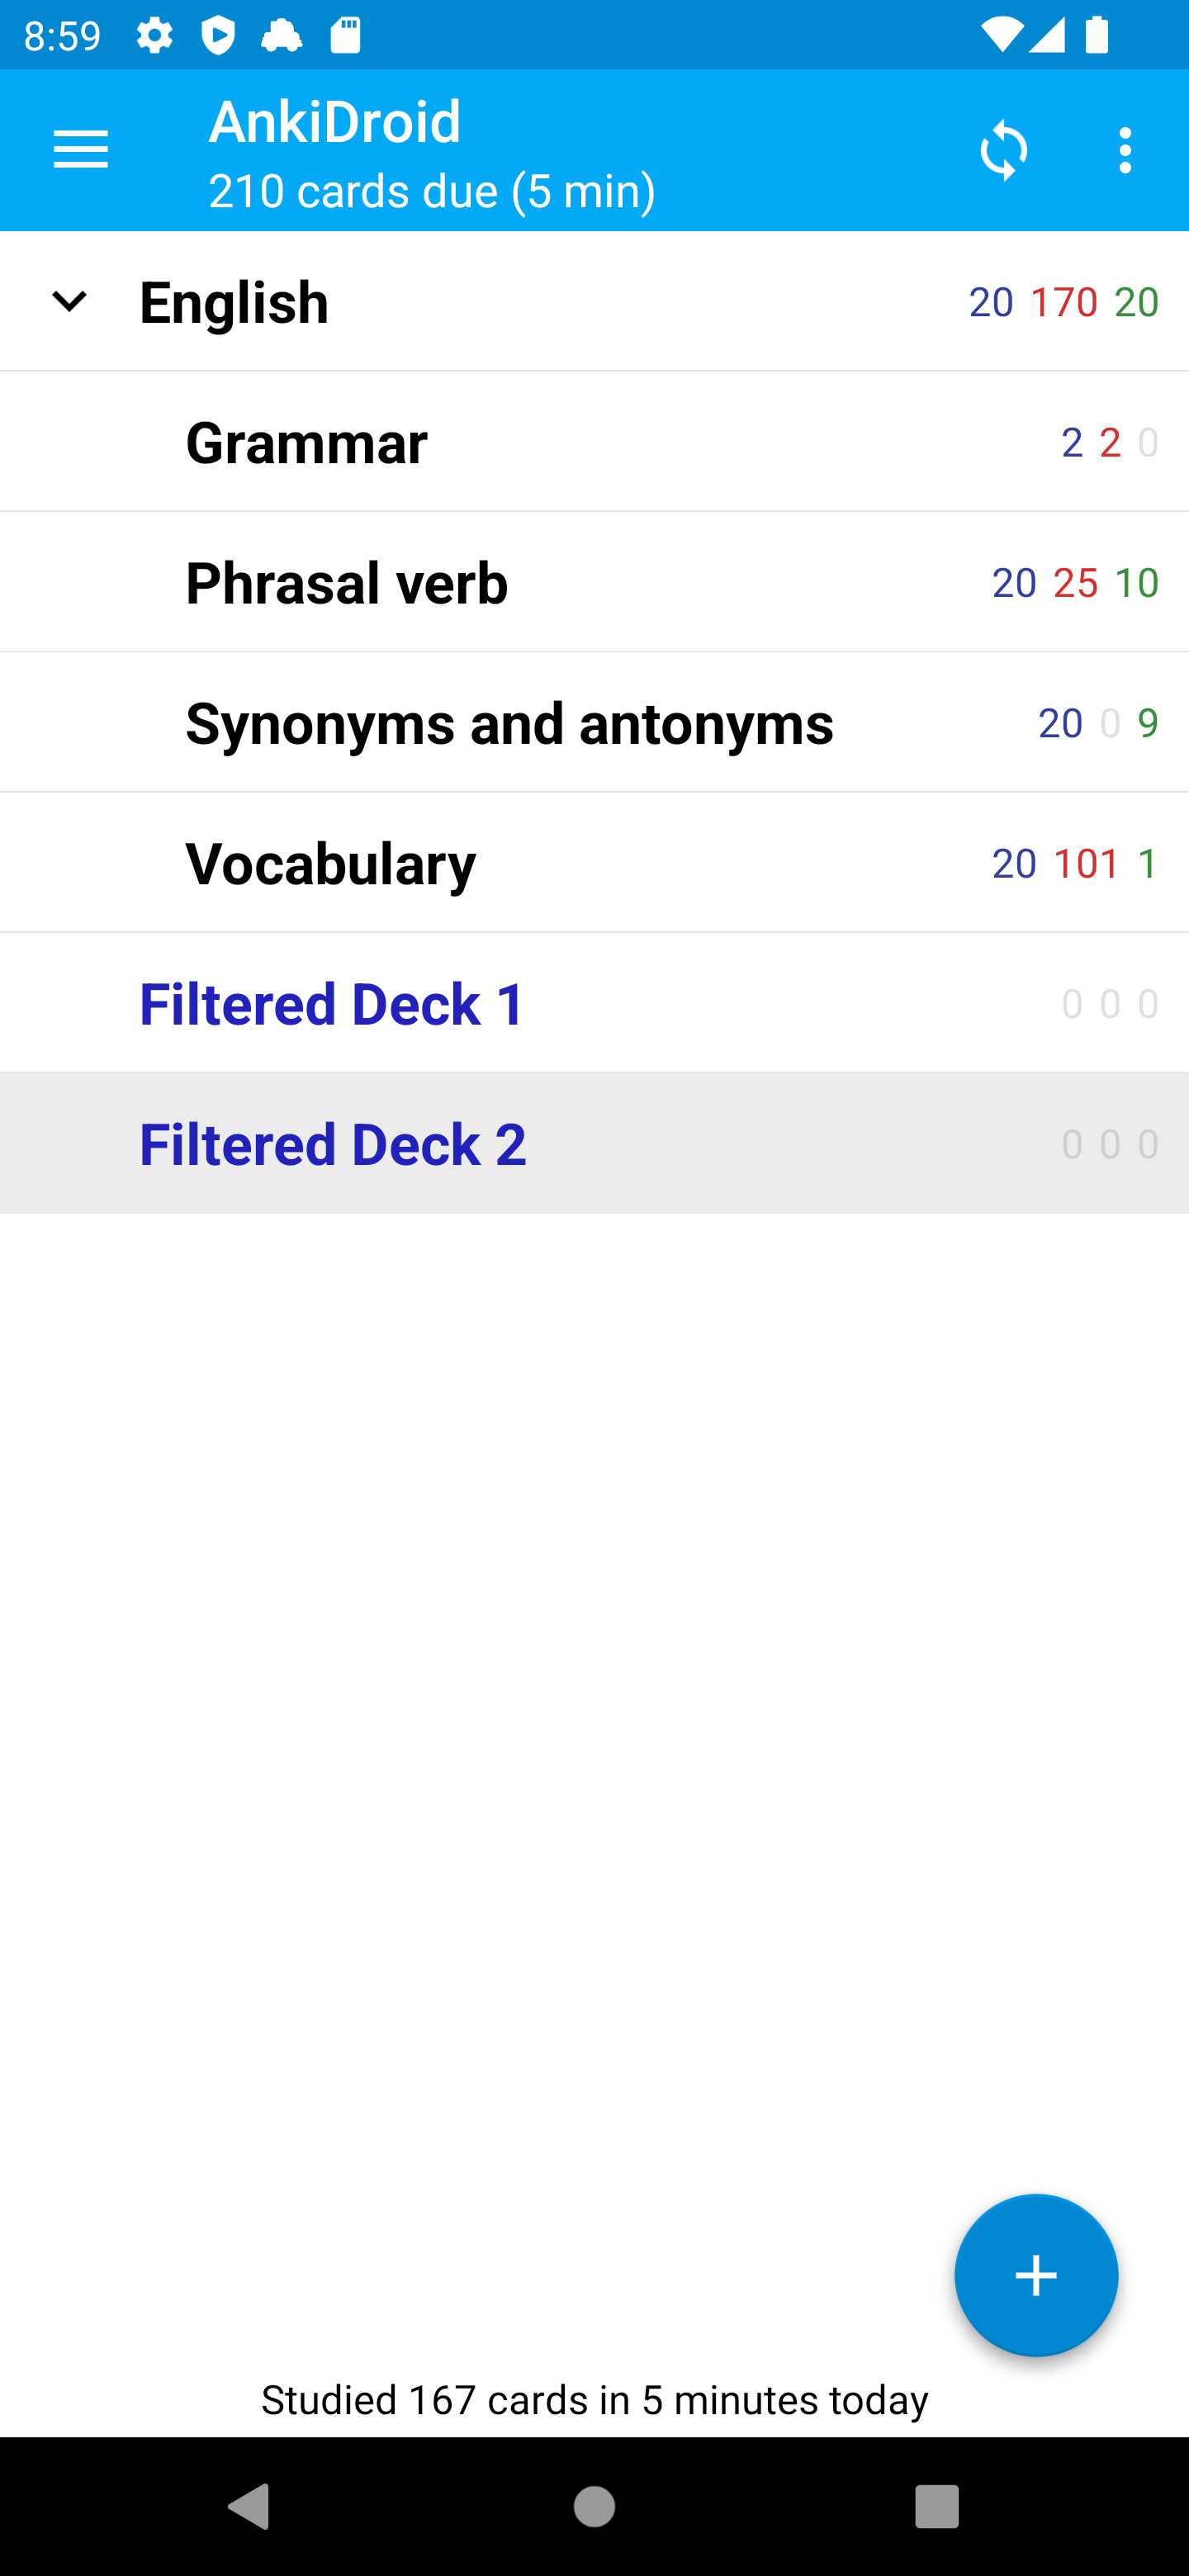 8:59
AnkiDroid
210 cards due (5 min)
English 20 170 20
Grammar 2 2 0
Phrasal verb 20 25 10
Synonyms and antonyms 20 0 9
Vocabulary 20 101 1
Filtered Deck 1 0 0 0
Filtered Deck 2 0 0 0
Studied 167 cards in 5 minutes today